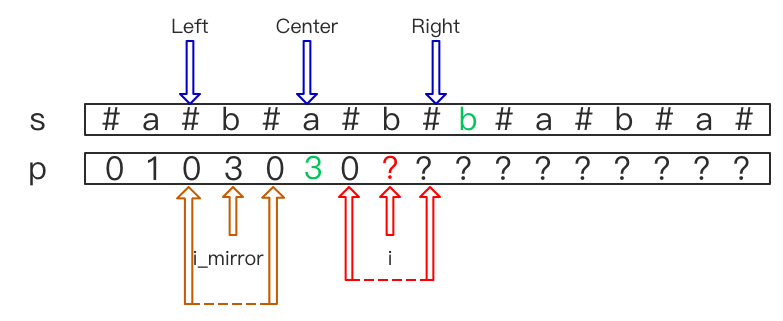 Left Center Right
s # a # b # a # b # b # a # b # a #
p 0 1 0 3 0 3 0 ? ? ? ? ? ? ? ? ? ?
i_mirror i